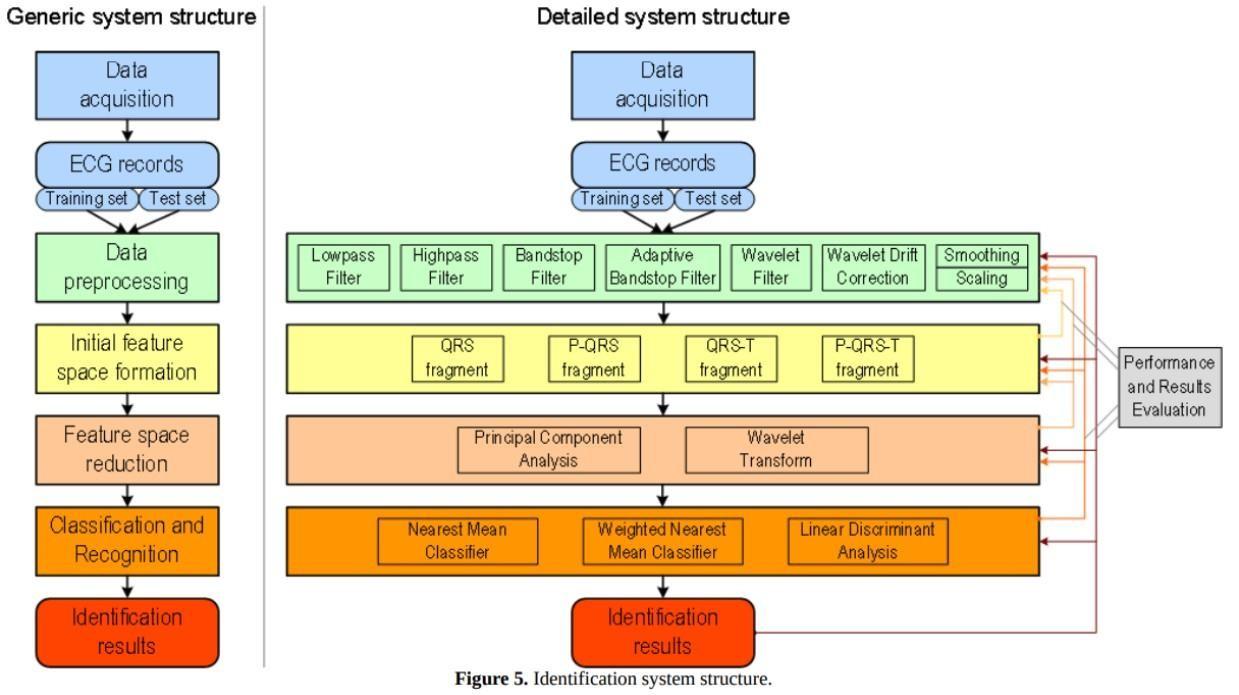 Generic system structure
Detailed system structure
Data
acquisition
ECG records
Training set
Test set
Data
preprocessing
Initial feature
space formation
Feature space
reduction
Classification and
Recognition
Identification
results
Data
acquisition
ECG records
Training set
Test set
Lowpass
Filter
Highpass
Filter
Bandstop
Filter
Adaptive
Bandstop Filter
Wavelet
Filter
Wavelet Drift
Correction
Smoothing
Scaling
QRS
fragment
P-QRS
fragment
QRS-T
fragment
P-QRS-T
fragment
Principal Component
Analysis
Wavelet
Transform
Nearest Mean
Classifier
Weighted Nearest
Mean Classifier
Linear Discriminant
Analysis
Identification
results
Performance
and Results
Evaluation
Figure 5. Identification system structure.